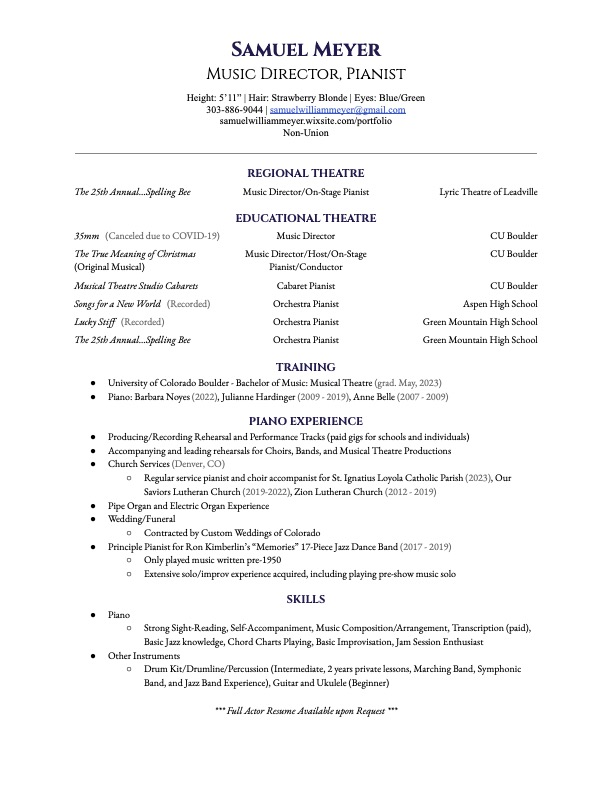 Samuel Meyer
Music Director, Pianist
Height: 5’11” | Hair: Strawberry Blonde | Eyes: Blue/Green
303-886-9044 | samuelwilliammeyer@gmail.com
samuelwilliammeyer.wixsite.com/portfolio
Non-Union
REGIONAL THEATRE
The 25th Annual...Spelling Bee Music Director/On-Stage Pianist Lyric Theatre of Leadville
EDUCATIONAL THEATRE
35mm (Canceled due to COVID-19) Music Director CU Boulder
The True Meaning of Christmas Music Director/Host/On-Stage CU Boulder
(Original Musical) Pianist/Conductor
Musical Theatre Studio Cabarets Cabaret Pianist CU Boulder
Songs for a New World (Recorded) Orchestra Pianist Aspen High School
Lucky Stiff (Recorded) Orchestra Pianist Green Mountain High School
The 25th Annual...Spelling Bee Orchestra Pianist Green Mountain High School
TRAINING
● University of Colorado Boulder - Bachelor of Music: Musical Theatre (grad. May, 2023)
● Piano: Barbara Noyes (2022), Julianne Hardinger (2009 - 2019), Anne Belle (2007 - 2009)
PIANO EXPERIENCE
● Producing/Recording Rehearsal and Performance Tracks (paid gigs for schools and individuals)
● Accompanying and leading rehearsals for Choirs, Bands, and Musical Theatre Productions
● Church Services (Denver, CO)
○ Regular service pianist and choir accompanist for St. Ignatius Loyola Catholic Parish (2023), Our
Saviors Lutheran Church (2019-2022), Zion Lutheran Church (2012 - 2019)
● Pipe Organ and Electric Organ Experience
● Wedding/Funeral
○ Contracted by Custom Weddings of Colorado
● Principle Pianist for Ron Kimberlin’s “Memories” 17-Piece Jazz Dance Band (2017 - 2019)
○ Only played music written pre-1950
○ Extensive solo/improv experience acquired, including playing pre-show music solo
SKILLS
● Piano
○ Strong Sight-Reading, Self-Accompaniment, Music Composition/Arrangement, Transcription (paid),
Basic Jazz knowledge, Chord Charts Playing, Basic Improvisation, Jam Session Enthusiast
● Other Instruments
○ Drum Kit/Drumline/Percussion (Intermediate, 2 years private lessons, Marching Band, Symphonic
Band, and Jazz Band Experience), Guitar and Ukulele (Beginner)
*** Full Actor Resume Available upon Request ***